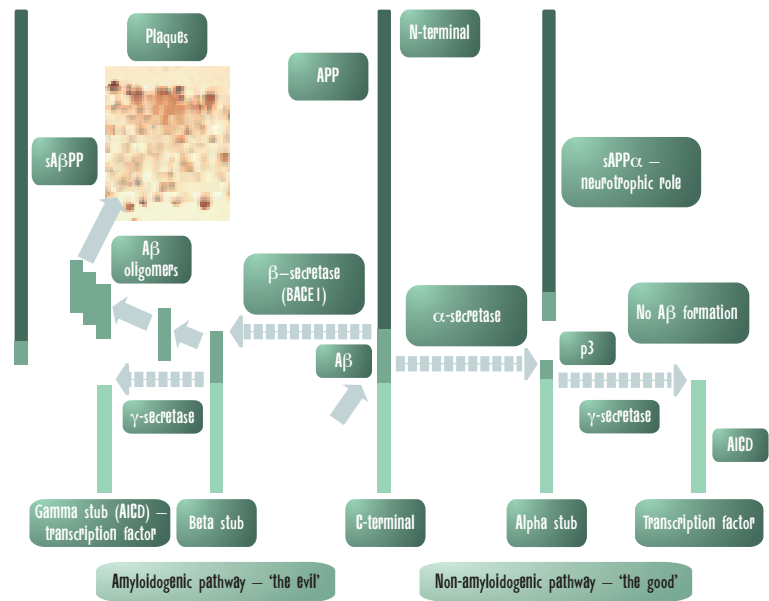 N-terminal
Plaques
APP
sAβPP
sAPPα –
neurotrophic role
Aβ
oligomers
β–secretase
(BACE1)
α-secretase
No Aβ formation
Aβ
p3
γ-secretase
γ-secretase
AICD
Gamma stub (AICD) –
transcription factor
Beta stub
C-terminal
Alpha stub
Transcription factor
Amyloidogenic pathway – ‘the evil’
Non-amyloidogenic pathway – ‘the good’